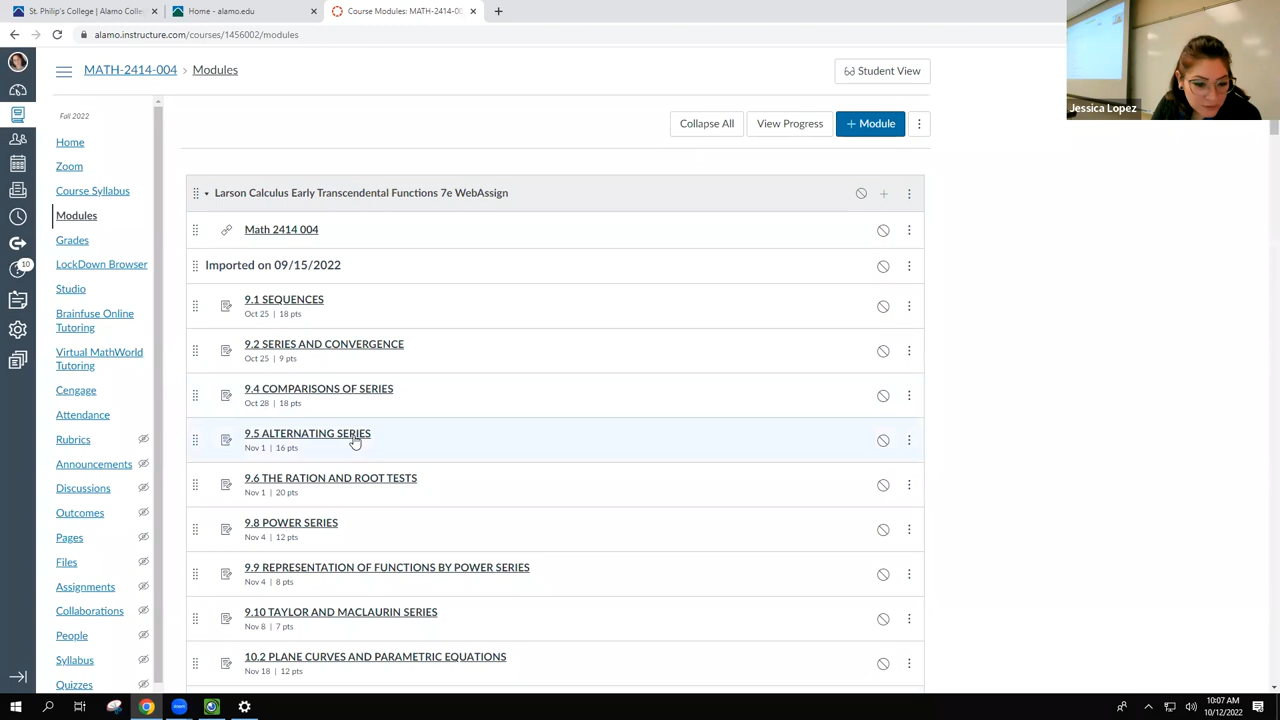 St. Philip's College | Alamo Colle
Home - alamo.edu
Course Modules: MATH-2414-00
alamo.instructure.com/courses/1456002/modules
Jessica Lopez
MATH-2414-004 > Modules
Student View
Fall 2022
Collapse All
View Progress
+ Module
Home
Zoom
Course Syllabus
Modules
Grades
LockDown Browser
Studio
Brainfuse Online
Tutoring
Virtual MathWorld
Tutoring
Cengage
Attendance
Rubrics
Announcements
Discussions
Outcomes
Pages
Files
Assignments
Collaborations
People
Syllabus
Quizzes
10
Larson Calculus Early Transcendental Functions 7e WebAssign
Math 2414 004
Imported on 09/15/2022
9.1 SEQUENCES
Oct 25 | 18 pts
9.2 SERIES AND CONVERGENCE
Oct 25 | 9 pts
9.4 COMPARISONS OF SERIES
Oct 28 | 18 pts
9.5 ALTERNATING SERIES
Nov 1 | 16 pts
9.6 THE RATION AND ROOT TESTS
Nov 1 | 20 pts
9.8 POWER SERIES
Nov 4 | 12 pts
9.9 REPRESENTATION OF FUNCTIONS BY POWER SERIES
Nov 4 | 8 pts
9.10 TAYLOR AND MACLAURIN SERIES
Nov 8 | 7 pts
10.2 PLANE CURVES AND PARAMETRIC EQUATIONS
Nov 18 | 12 pts
zoom
10:07 AM
10/12/2022